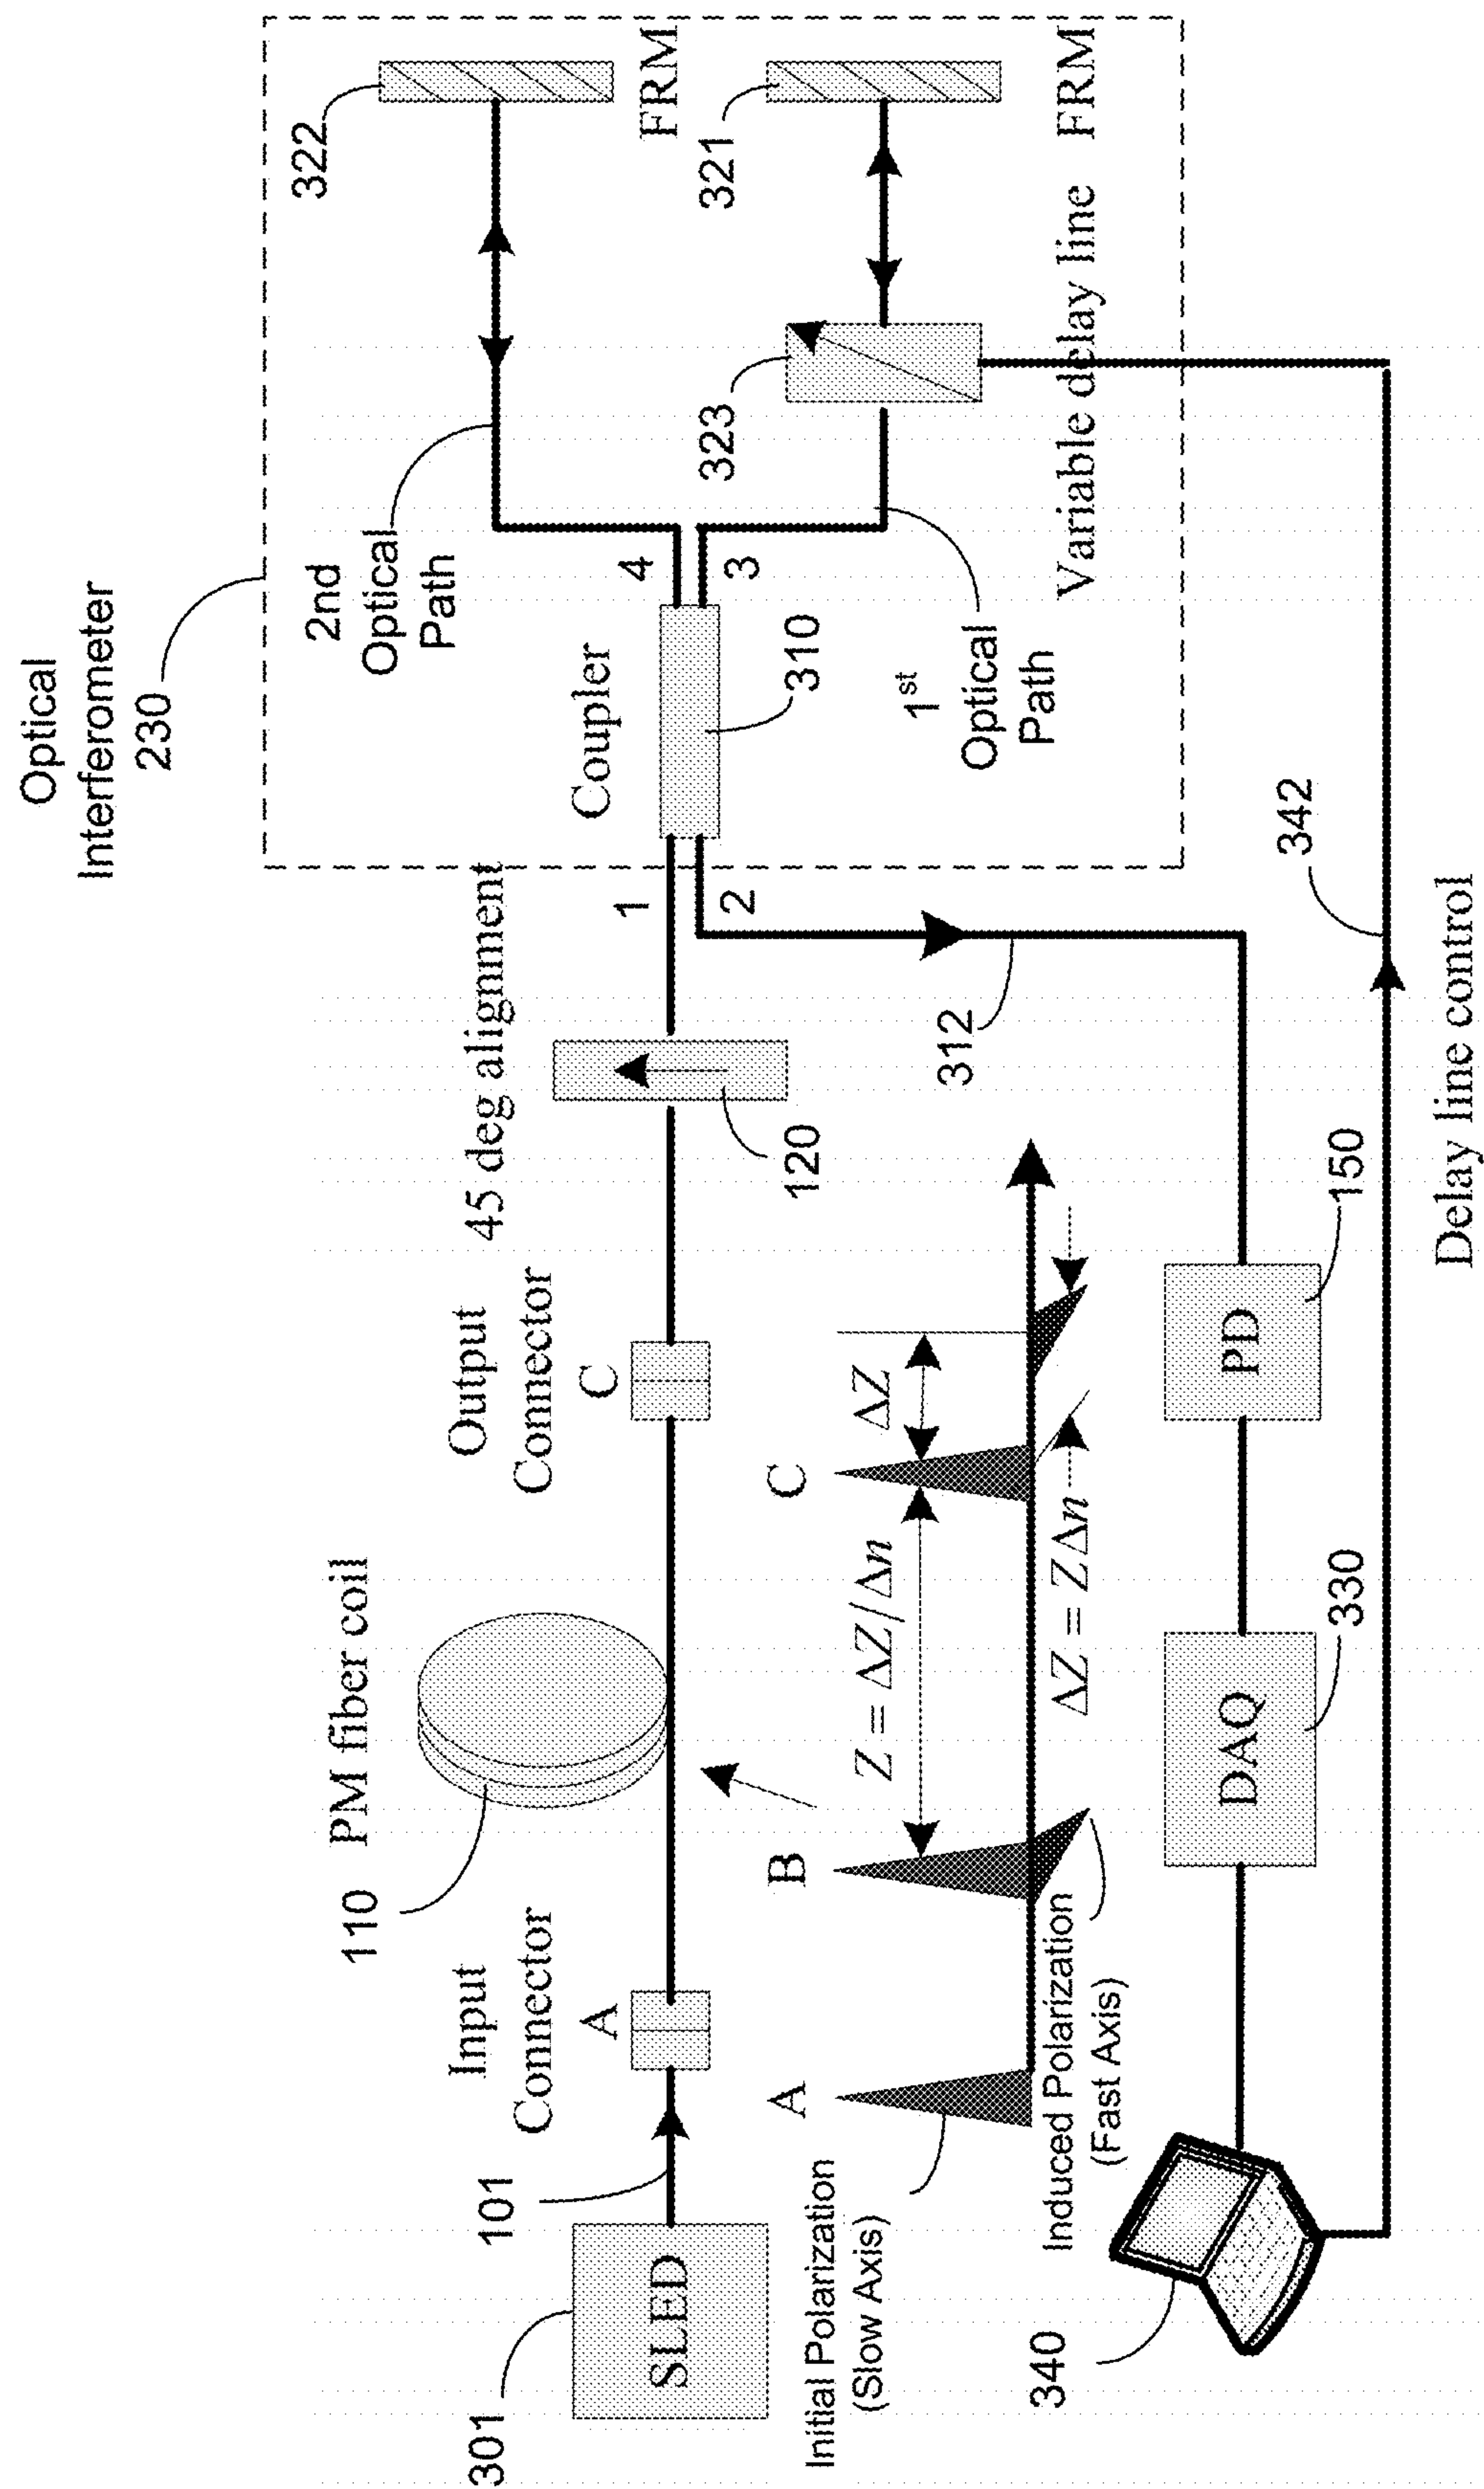 Optical
Interferometer
230
2nd
Optical
Path
322
FRM
Coupler
4
3
310
1st
Optical
Path
323
321
Variable delay line
FRM
PM fiber coil
110
Output
Connector
C
45 deg alignment
120
1
2
312
Input
Connector
A
101
301
SLED
A
B
C
Z = ΔZ/Δn
ΔZ
ΔZ = ZΔn
Initial Polarization
(Slow Axis)
Induced Polarization
(Fast Axis)
340
DAQ
330
PD
150
342
Delay line control